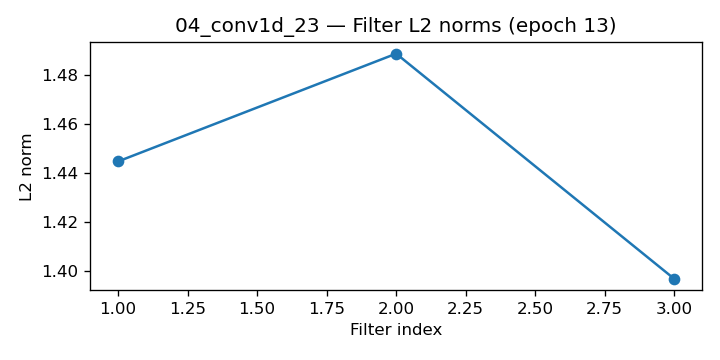 04_conv1d_23 — Filter L2 norms (epoch 13)
L2 norm
1.48
1.46
1.44
1.42
1.40
1.00 1.25 1.50 1.75 2.00 2.25 2.50 2.75 3.00
Filter index